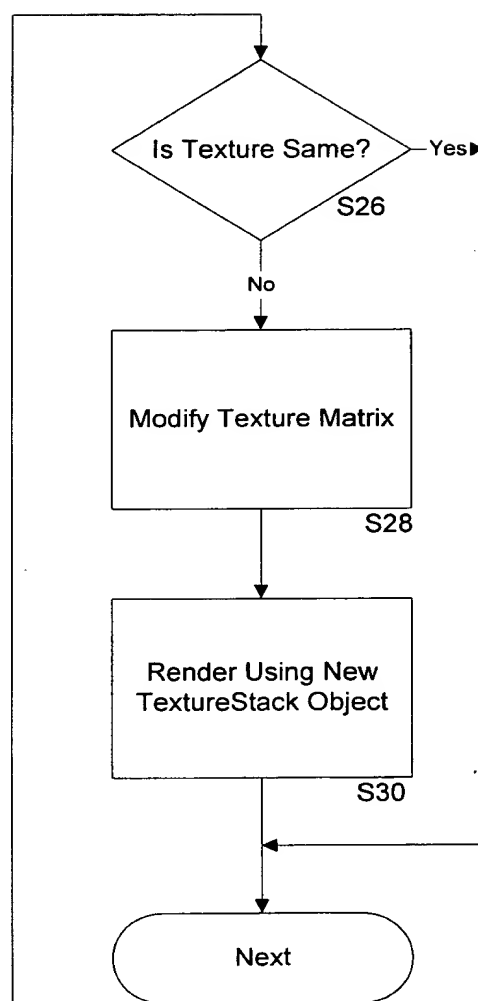 Is Texture Same?
Yes
S26
No
Modify Texture Matrix
S28
Render Using New
TextureStack Object
S30
Next